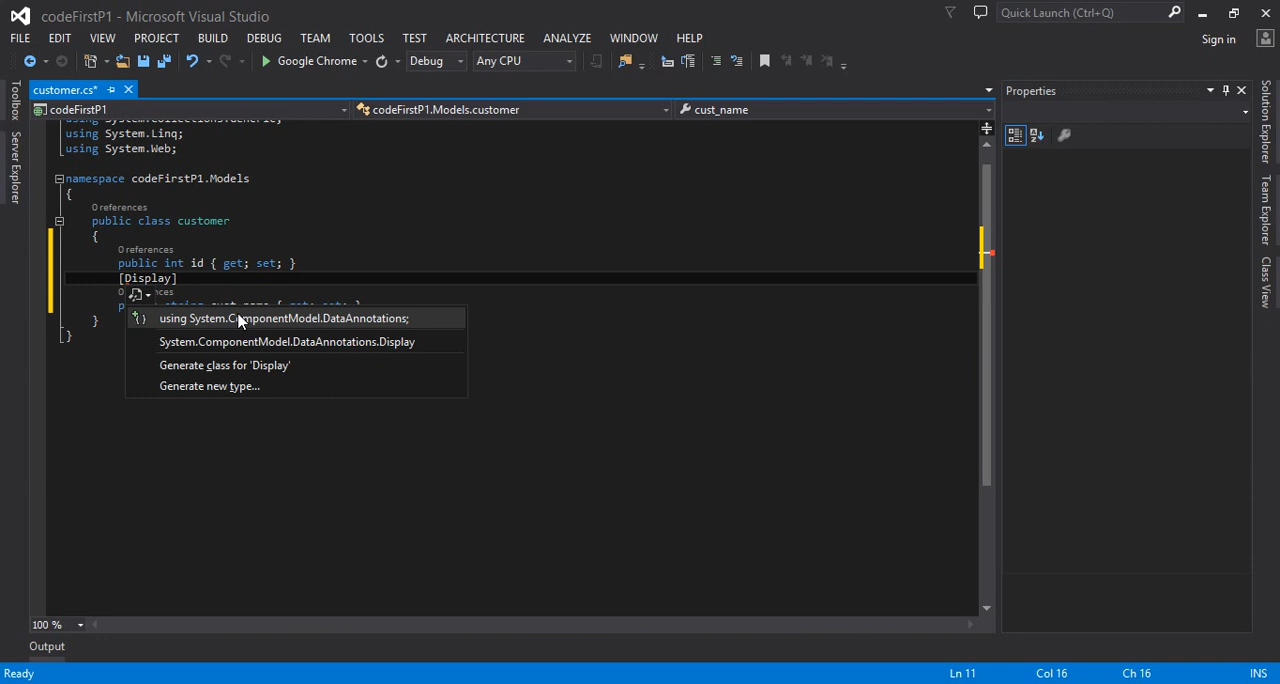 codeFirstP1 - Microsoft Visual Studio
Quick Launch (Ctrl+Q)
FILE EDIT VIEW PROJECT BUILD DEBUG TEAM TOOLS TEST ARCHITECTURE ANALYZE WINDOW HELP
Sign in
Google Chrome
Debug
Any CPU
Toolbox
Server Explorer
customer.cs*
codeFirstP1
codeFirstP1.Models.customer
cust_name
using System.Collections.Generic;
using System.Linq;
using System.Web;
namespace codeFirstP1.Models
{
0 references
public class customer
{
0 references
public int id { get; set; }
[Display]
using System.ComponentModel.DataAnnotations;
System.ComponentModel.DataAnnotations.Display
Generate class for 'Display'
Generate new type...
}
}
100 %
Output
Properties
Solution Explorer
Team Explorer
Class View
Ready
Ln 11
Col 16
Ch 16
INS